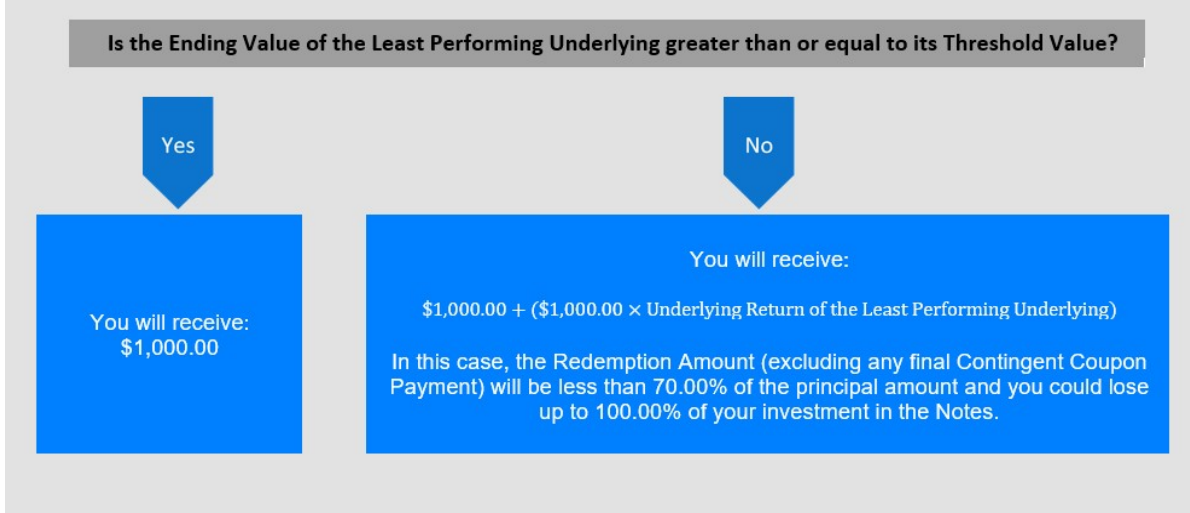 Is the Ending Value of the Least Performing Underlying greater than or equal to its Threshold Value?
Yes
No
You will receive:
$1,000.00
You will receive:
$1,000.00 + ($1,000.00 × Underlying Return of the Least Performing Underlying)
In this case, the Redemption Amount (excluding any final Contingent Coupon
Payment) will be less than 70.00% of the principal amount and you could lose
up to 100.00% of your investment in the Notes.